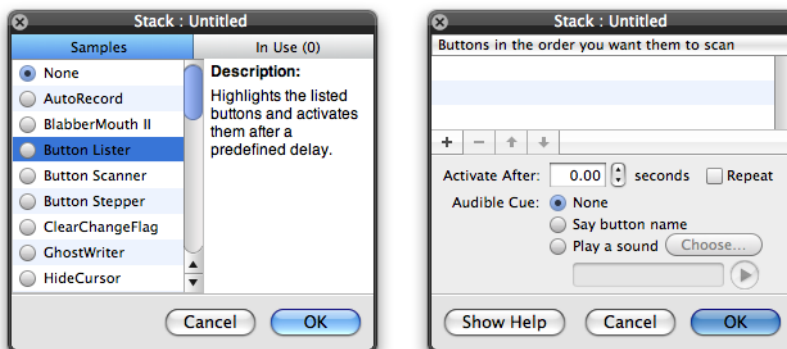 Stack : Untitled
Samples
In Use (0)
None
AutoRecord
BlabberMouth II
Button Lister
Button Scanner
Button Stepper
ClearChangeFlag
GhostWriter
HideCursor
Description:
Highlights the listed
buttons and activates
them after a
predefined delay.
Cancel
OK
Stack : Untitled
Buttons in the order you want them to scan
+ −
Activate After: 0.00 seconds Repeat
Audible Cue: None
Say button name
Play a sound Choose...
Show Help Cancel OK